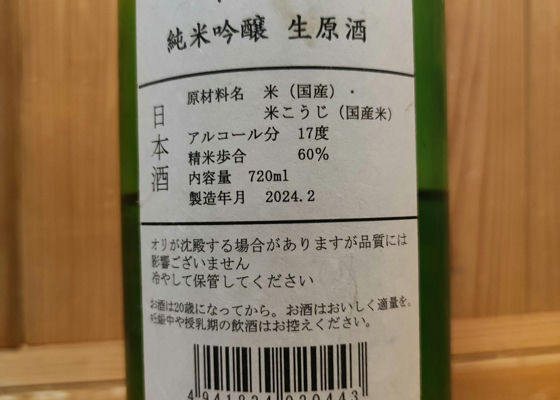 純米吟醸 生原酒
日本酒
原材料名 米（国産）・
米こうじ（国産米）
アルコール分 17度
精米歩合 60%
内容量 720ml
製造年月 2024.2
オリが沈殿する場合がありますが品質には
影響ございません
冷やして保管してください
お酒は20歳になってから。お酒はおいしく適量を。
妊娠中や授乳期の飲酒はお控えください。
4 941824 020443